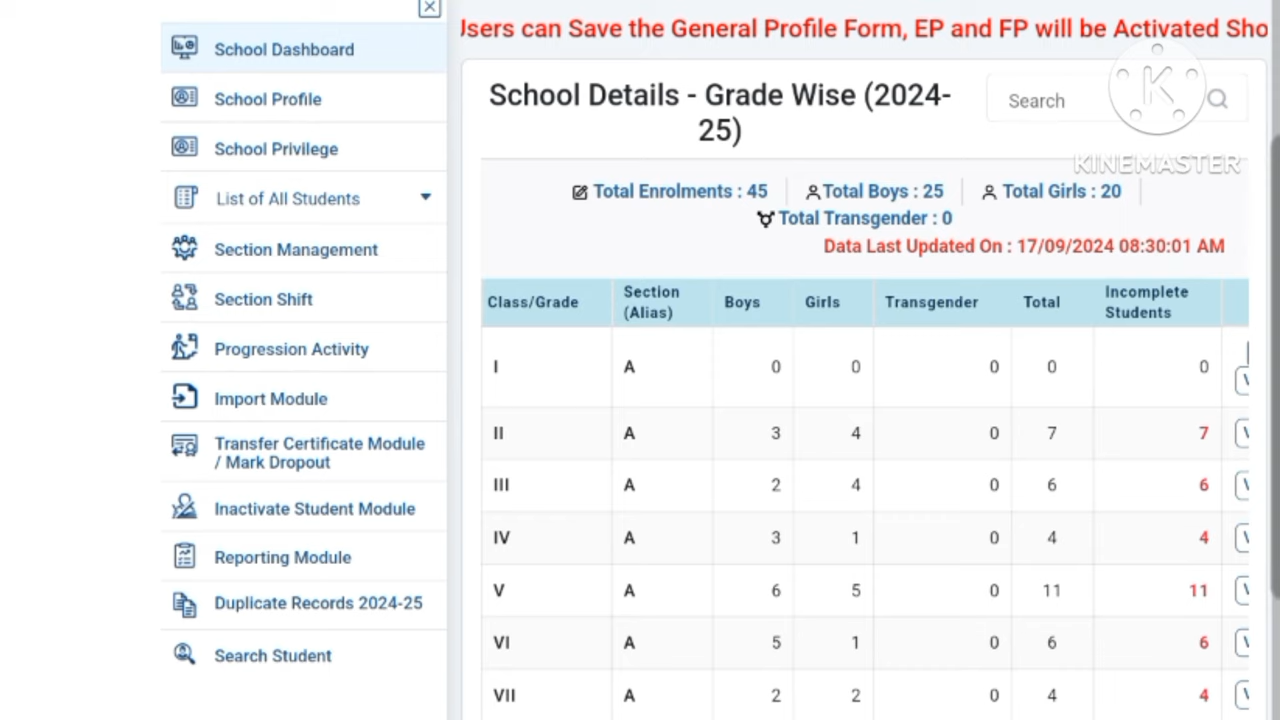 Users can Save the General Profile Form, EP and FP will be Activated Sho
School Dashboard
School Profile
School Privilege
List of All Students
Section Management
Section Shift
Progression Activity
Import Module
Transfer Certificate Module
/ Mark Dropout
Inactivate Student Module
Reporting Module
Duplicate Records 2024-25
Search Student
School Details - Grade Wise (2024-
25)
Search
K
KINEMASTER
Total Enrolments : 45 Total Boys : 25 Total Girls : 20
Total Transgender : 0
Data Last Updated On : 17/09/2024 08:30:01 AM
Class/Grade Section (Alias) Boys Girls Transgender Total Incomplete Students
I A 0 0 0 0 0
II A 3 4 0 7 7
III A 2 4 0 6 6
IV A 3 1 0 4 4
V A 6 5 0 11 11
VI A 5 1 0 6 6
VII A 2 2 0 4 4